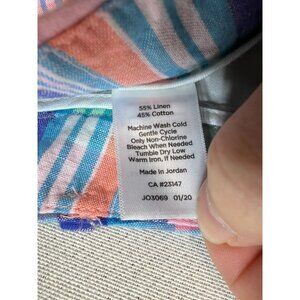 55% Linen
45% Cotton
Machine Wash Cold
Gentle Cycle
Only Non-Chlorine
Bleach When Needed
Tumble Dry Low
Warm Iron, If Needed
Made in Jordan
CA #23147
JO3069 01/20